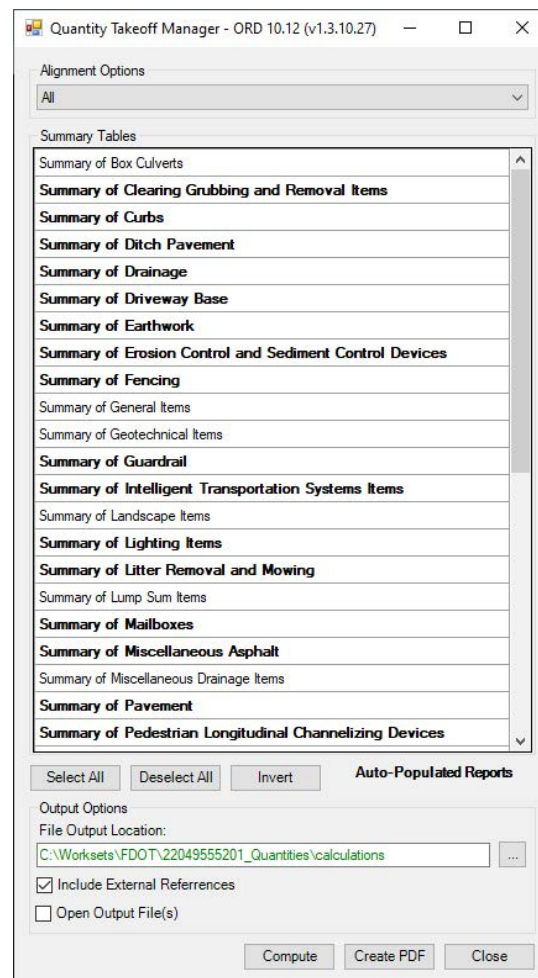 Quantity Takeoff Manager - ORD 10.12 (v1.3.10.27)
Alignment Options
All
Summary Tables
Summary of Box Culverts
Summary of Clearing Grubbing and Removal Items
Summary of Curbs
Summary of Ditch Pavement
Summary of Drainage
Summary of Driveway Base
Summary of Earthwork
Summary of Erosion Control and Sediment Control Devices
Summary of Fencing
Summary of General Items
Summary of Geotechnical Items
Summary of Guardrail
Summary of Intelligent Transportation Systems Items
Summary of Landscape Items
Summary of Lighting Items
Summary of Litter Removal and Mowing
Summary of Lump Sum Items
Summary of Mailboxes
Summary of Miscellaneous Asphalt
Summary of Miscellaneous Drainage Items
Summary of Pavement
Summary of Pedestrian Longitudinal Channelizing Devices
Select All Deselect All Invert Auto-Populated Reports
Output Options
File Output Location:
C:\Worksets\FDOT\22049555201_Quantities\calculations ...
Include External Referrences
Open Output File(s)
Compute Create PDF Close